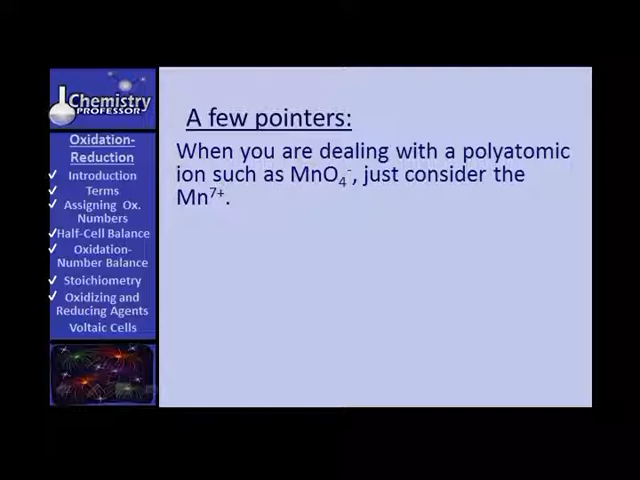 Chemistry
PROFESSOR
Oxidation-
Reduction
✓ Introduction
Terms
✓ Assigning Ox.
Numbers
✓ Half-Cell Balance
✓ Oxidation-
Number Balance
✓ Stoichiometry
✓ Oxidizing and
Reducing Agents
Voltaic Cells
A few pointers:
When you are dealing with a polyatomic
ion such as MnO₄⁻, just consider the
Mn⁷⁺.